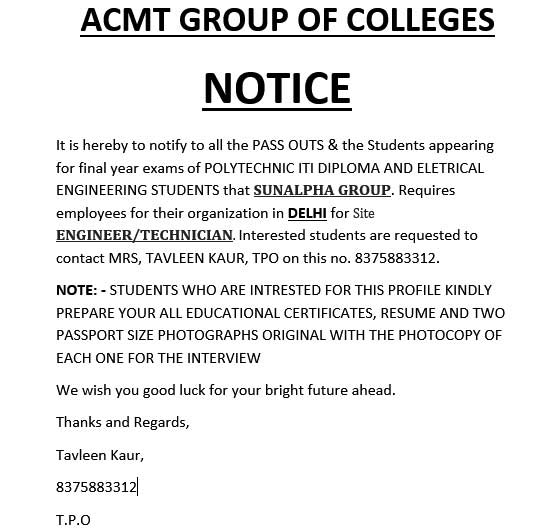 ACMT GROUP OF COLLEGES
NOTICE
It is hereby to notify to all the PASS OUTS & the Students appearing
for final year exams of POLYTECHNIC ITI DIPLOMA AND ELETRICAL
ENGINEERING STUDENTS that SUNALPHA GROUP. Requires
employees for their organization in DELHI for Site
ENGINEER/TECHNICIAN. Interested students are requested to
contact MRS, TAVLEEN KAUR, TPO on this no. 8375883312.
NOTE: - STUDENTS WHO ARE INTRESTED FOR THIS PROFILE KINDLY
PREPARE YOUR ALL EDUCATIONAL CERTIFICATES, RESUME AND TWO
PASSPORT SIZE PHOTOGRAPHS ORIGINAL WITH THE PHOTOCOPY OF
EACH ONE FOR THE INTERVIEW
We wish you good luck for your bright future ahead.
Thanks and Regards,
Tavleen Kaur,
8375883312
T.P.O